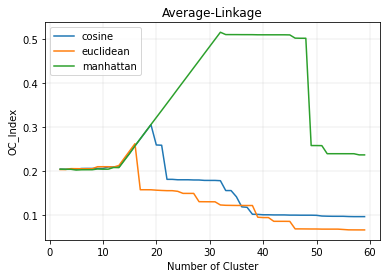 Average-Linkage
cosine
euclidean
manhattan
OC_Index
0.5
0.4
0.3
0.2
0.1
0 10 20 30 40 50 60
Number of Cluster